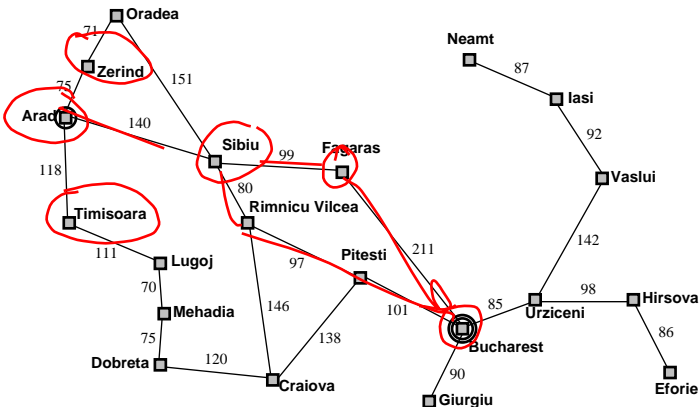 Oradea
71
Neamt
Zerind
87
75
151
Iasi
Arad
140
92
Sibiu
99
Fagaras
118
Vaslui
80
Timisoara
Rimnicu Vilcea
142
111
211
Lugoj
97
Pitesti
70
98
Hirsova
146
85
Mehadia
101
Urziceni
75
138
86
Bucharest
Dobreta
120
90
Craiova
Eforie
Giurgiu